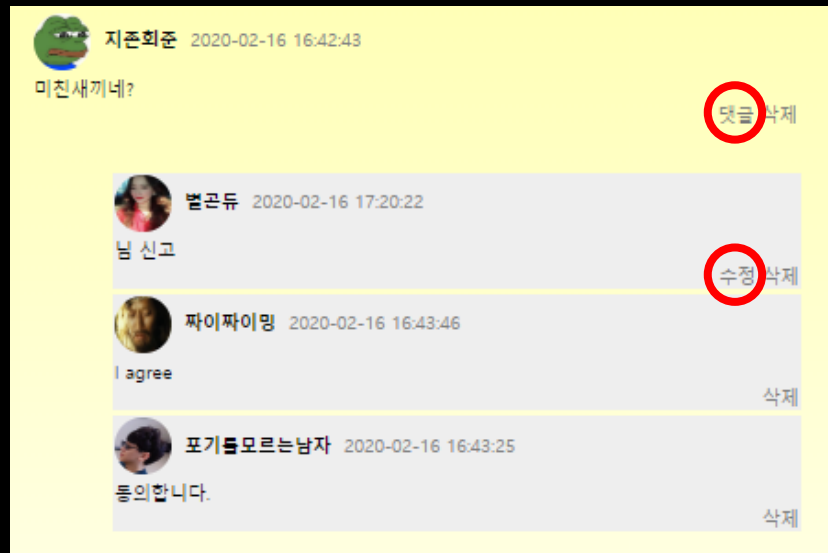 지존회준 2020-02-16 16:42:43
미친새끼네?
댓글 삭제
별곤듀 2020-02-16 17:20:22
님 신고
수정 삭제
짜이짜이밍 2020-02-16 16:43:46
I agree
삭제
포기를모르는남자 2020-02-16 16:43:25
동의합니다.
삭제